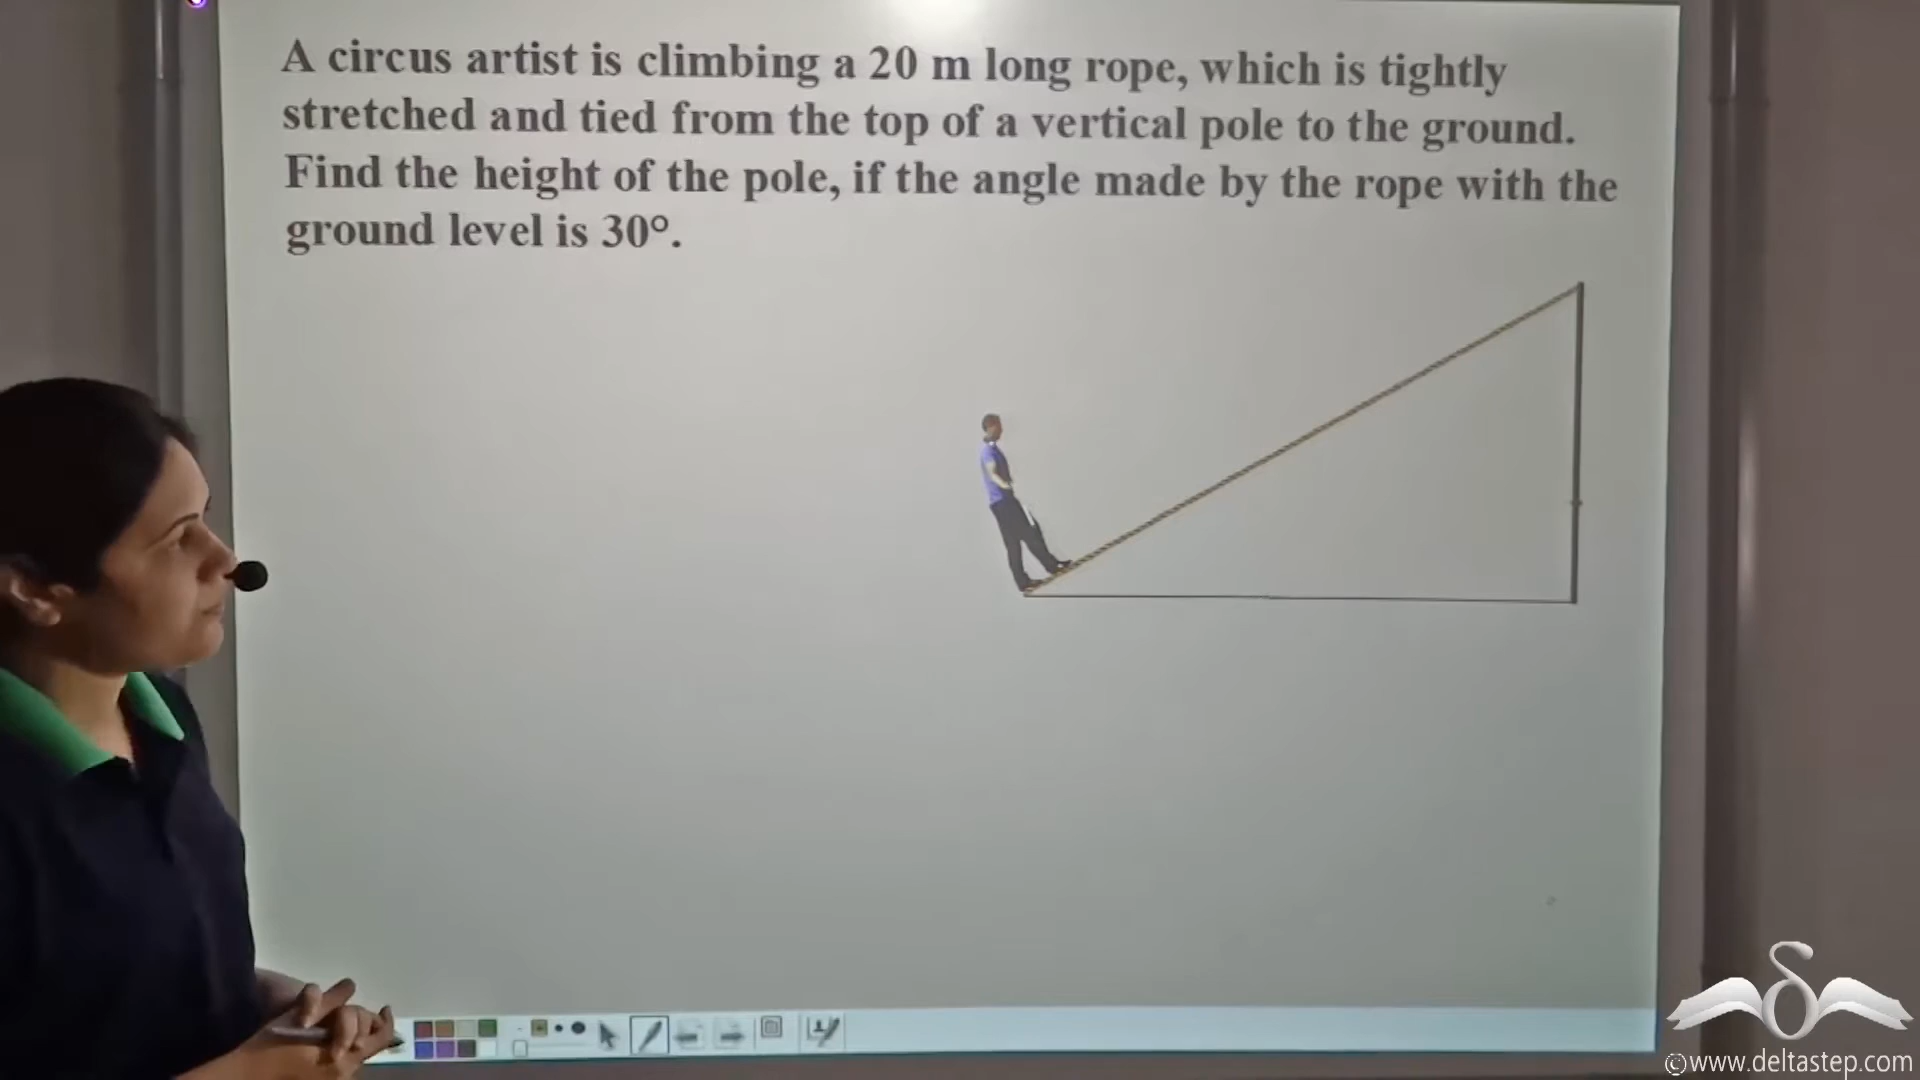 A circus artist is climbing a 20 m long rope, which is tightly
stretched and tied from the top of a vertical pole to the ground.
Find the height of the pole, if the angle made by the rope with the
ground level is 30°.
©www.deltastep.com